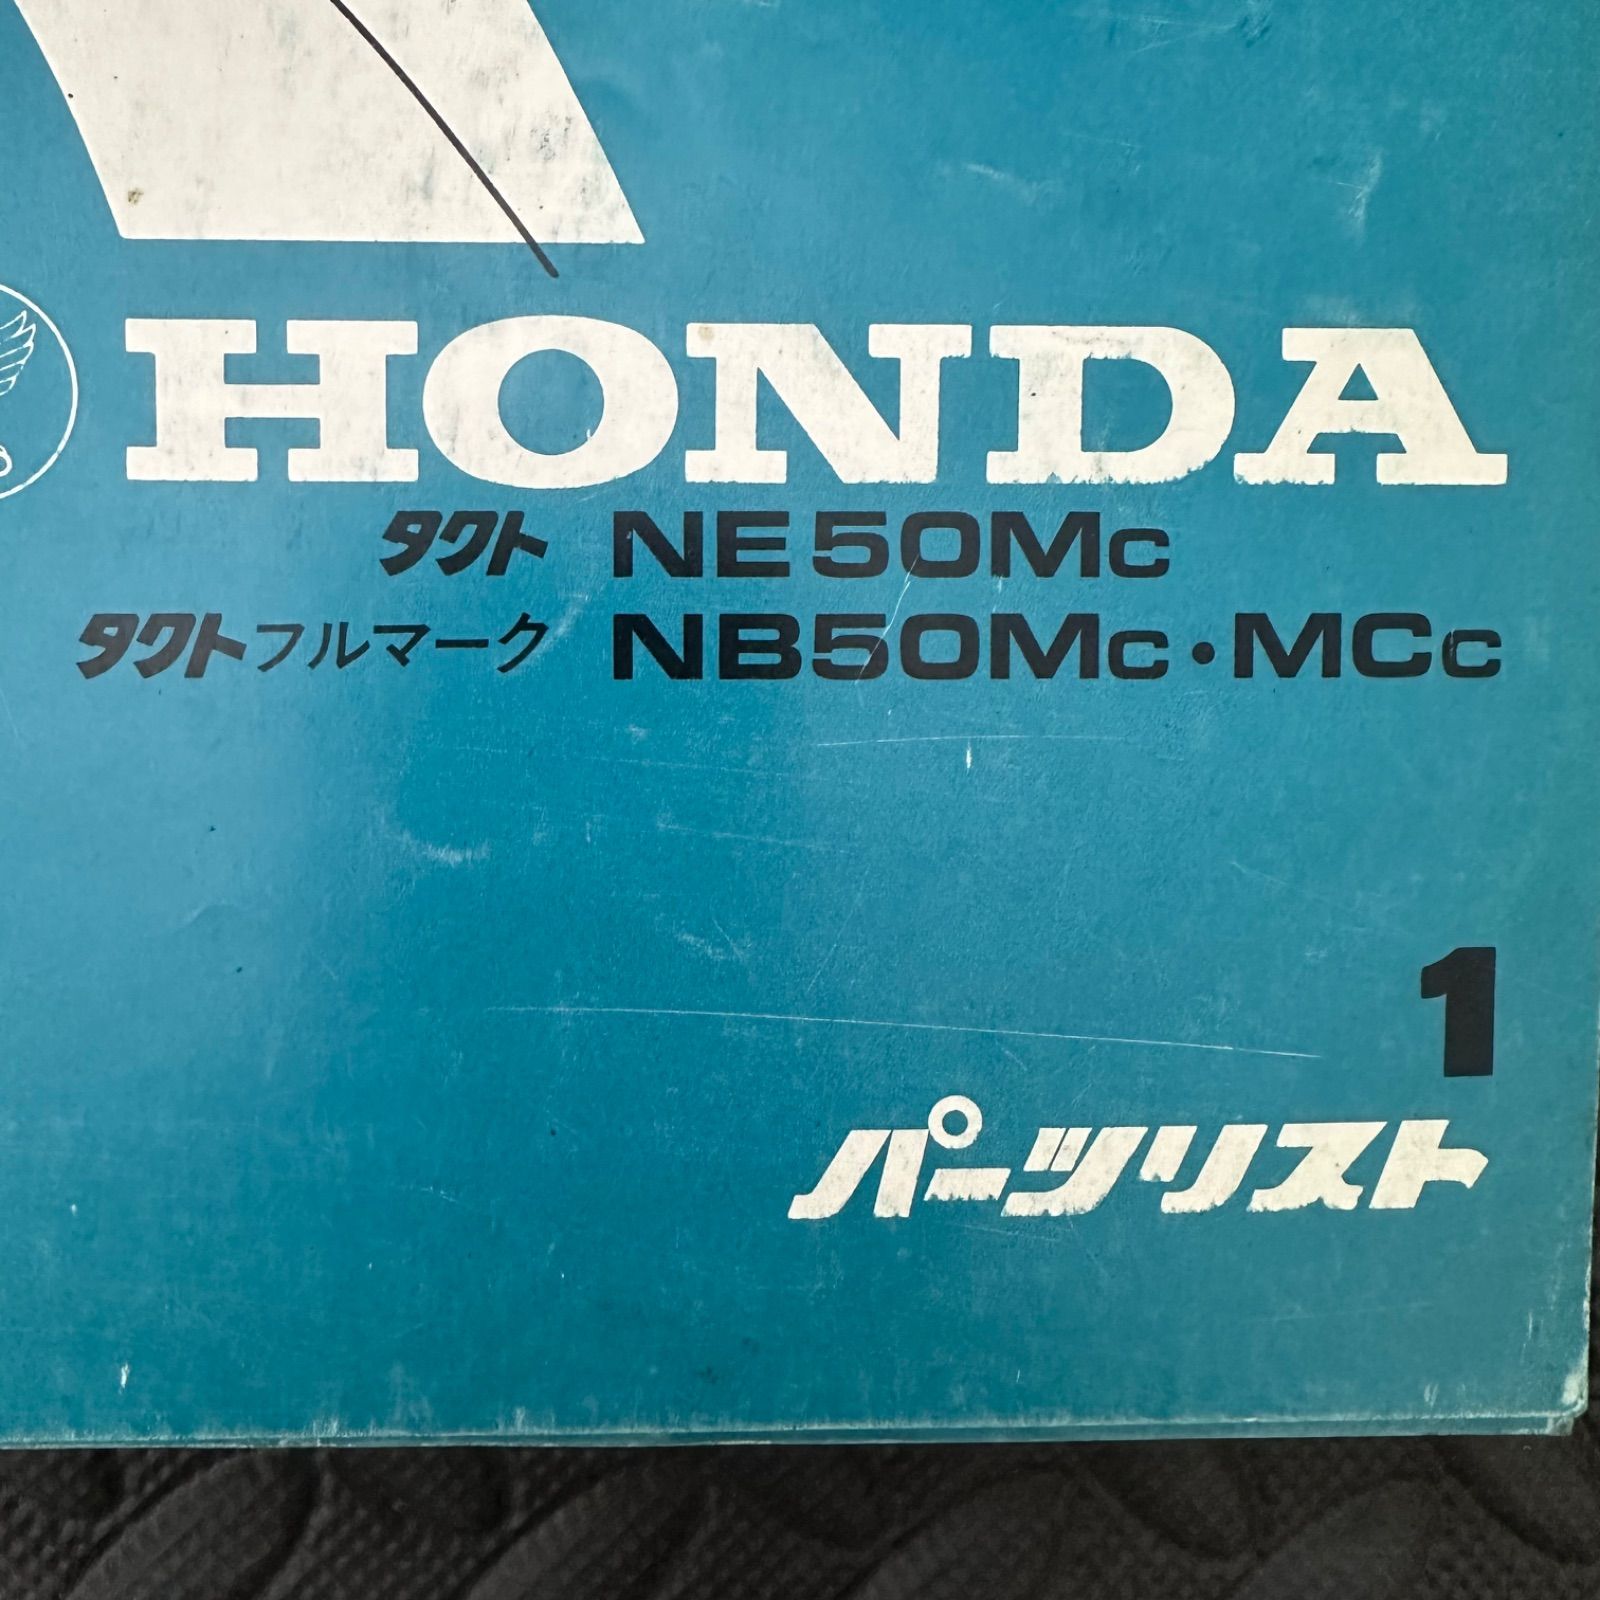 HONDA
タクト NE50Mc
タクトフルマーク NB50Mc・MCc
1
パーツリスト